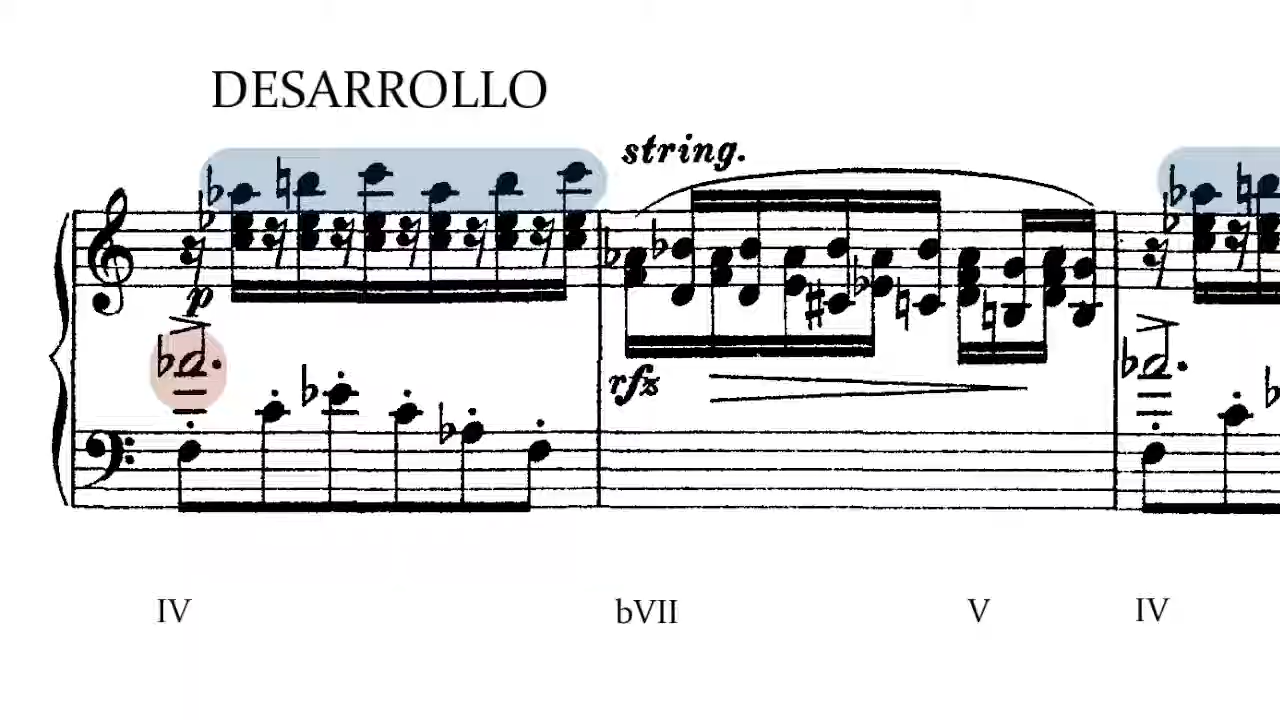 DESARROLLO
string.
p
rfz
IV bVII V IV